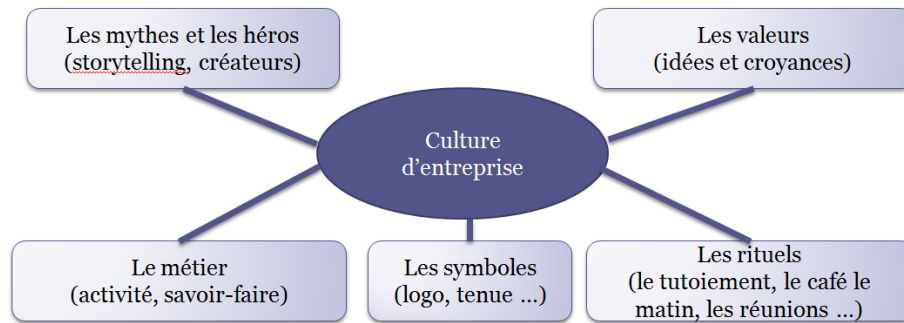 Les mythes et les héros
(storytelling, créateurs)
Les valeurs
(idées et croyances)
Culture
d'entreprise
Le métier
(activité, savoir-faire)
Les symboles
(logo, tenue ...)
Les rituels
(le tutoiement, le café le
matin, les réunions ...)